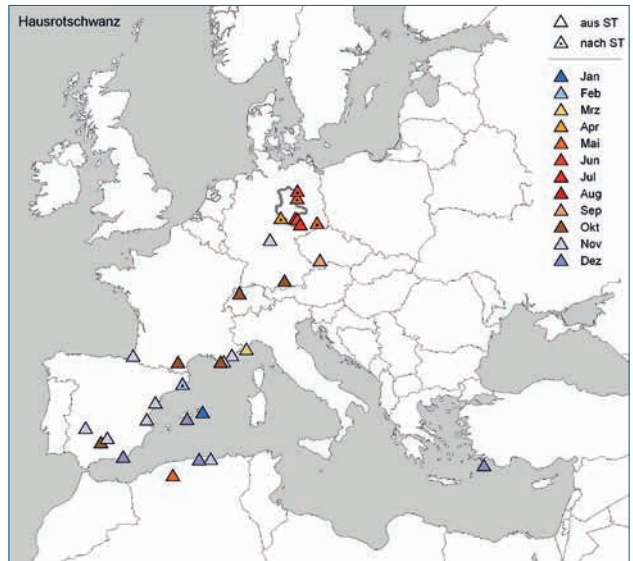 Hausrotschwanz
aus ST
nach ST
Jan
Feb
Mrz
Apr
Mai
Jun
Jul
Aug
Sep
Okt
Nov
Dez